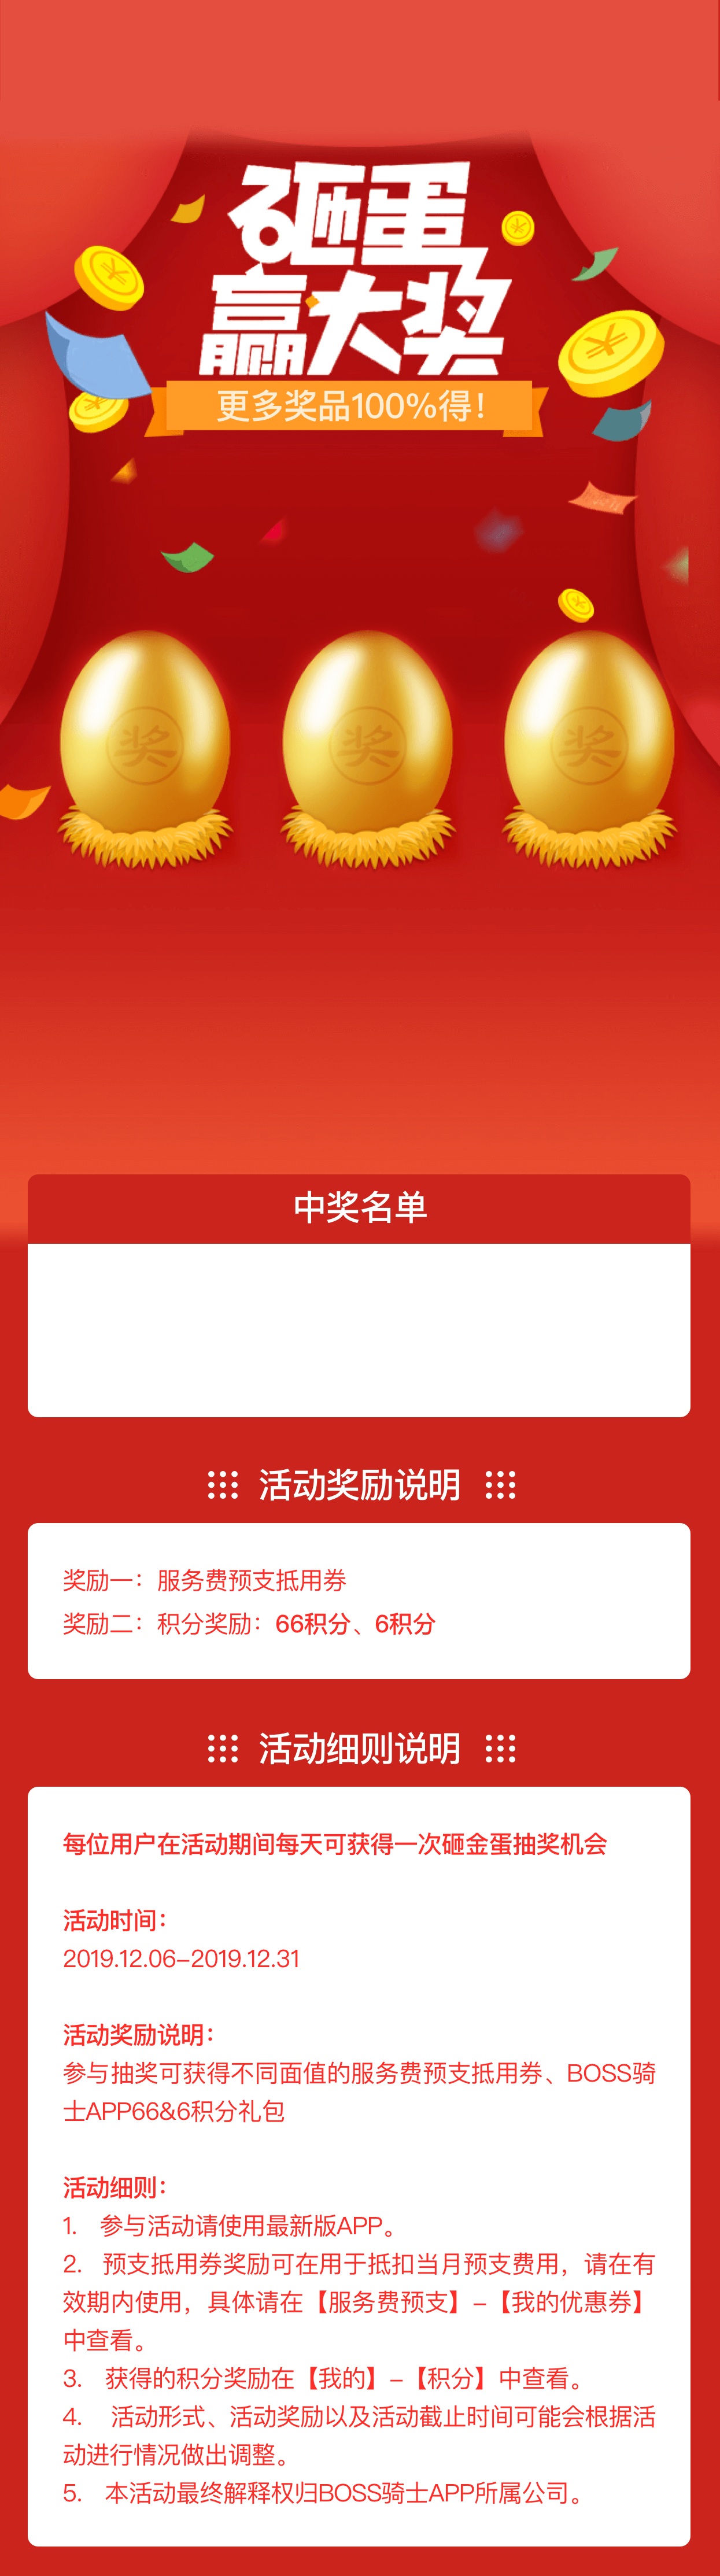 砸蛋
赢大奖
更多奖品100%得！
奖 奖 奖
中奖名单
活动奖励说明
奖励一：服务费预支抵用券
奖励二：积分奖励：66积分、6积分
活动细则说明
每位用户在活动期间每天可获得一次砸金蛋抽奖机会
活动时间：
2019.12.06-2019.12.31
活动奖励说明：
参与抽奖可获得不同面值的服务费预支抵用券、BOSS骑
士APP66&6积分礼包
活动细则：
1. 参与活动请使用最新版APP。
2. 预支抵用券奖励可在用于抵扣当月预支费用，请在有
效期内使用，具体请在【服务费预支】-【我的优惠券】
中查看。
3. 获得的积分奖励在【我的】-【积分】中查看。
4. 活动形式、活动奖励以及活动截止时间可能会根据活
动进行情况做出调整。
5. 本活动最终解释权归BOSS骑士APP所属公司。